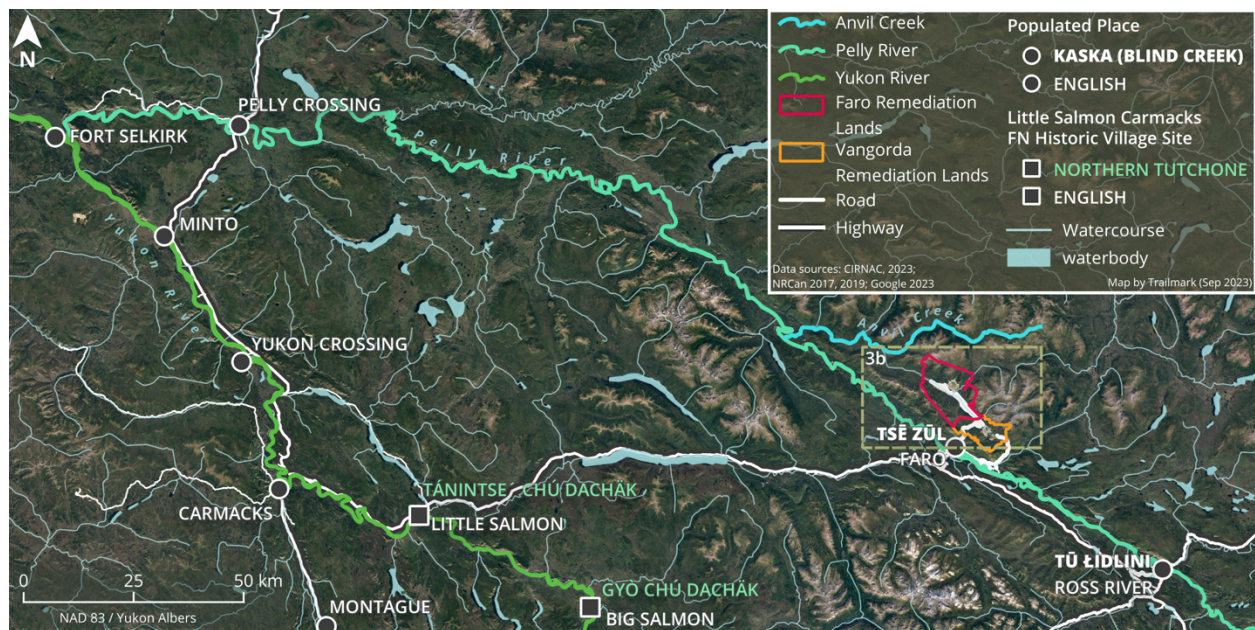 N
FORT SELKIRK
PELLY CROSSING
Pelly River
MINTO
Yukon River
YUKON CROSSING
CARMACKS
TÁNINTSE CHÚ DACHÄK
LITTLE SALMON
GYO CHÚ DACHÄK
BIG SALMON
MONTAGUE
Anvil Creek
3b
TSĒ ZŪL
FARO
TŪ ŁĪDLINI
ROSS RIVER
0 25 50 km
NAD 83 / Yukon Albers
Anvil Creek
Pelly River
Yukon River
Faro Remediation
Lands
Vangorda
Remediation Lands
Road
Highway
Data sources: CIRNAC, 2023;
NRCan 2017, 2019; Google 2023
Populated Place
KASKA (BLIND CREEK)
ENGLISH
Little Salmon Carmacks
FN Historic Village Site
NORTHERN TUTCHONE
ENGLISH
Watercourse
waterbody
Map by Trailmark (Sep 2023)